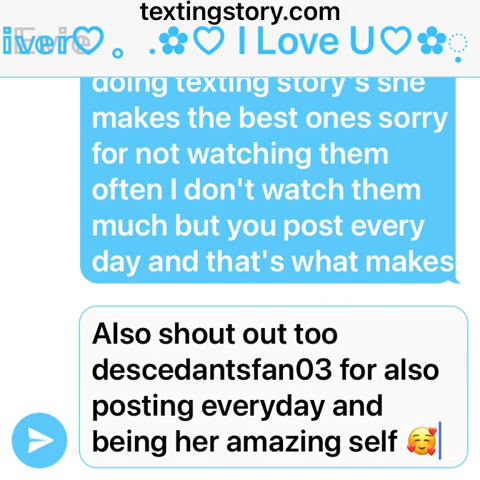 textingstory.com
♡ 。 .✿♡ I Love U♡✿
doing texting story's she
makes the best ones sorry
for not watching them
often I don't watch them
much but you post every
day and that's what makes
Also shout out too
descedantsfan03 for also
posting everyday and
being her amazing self 🥰